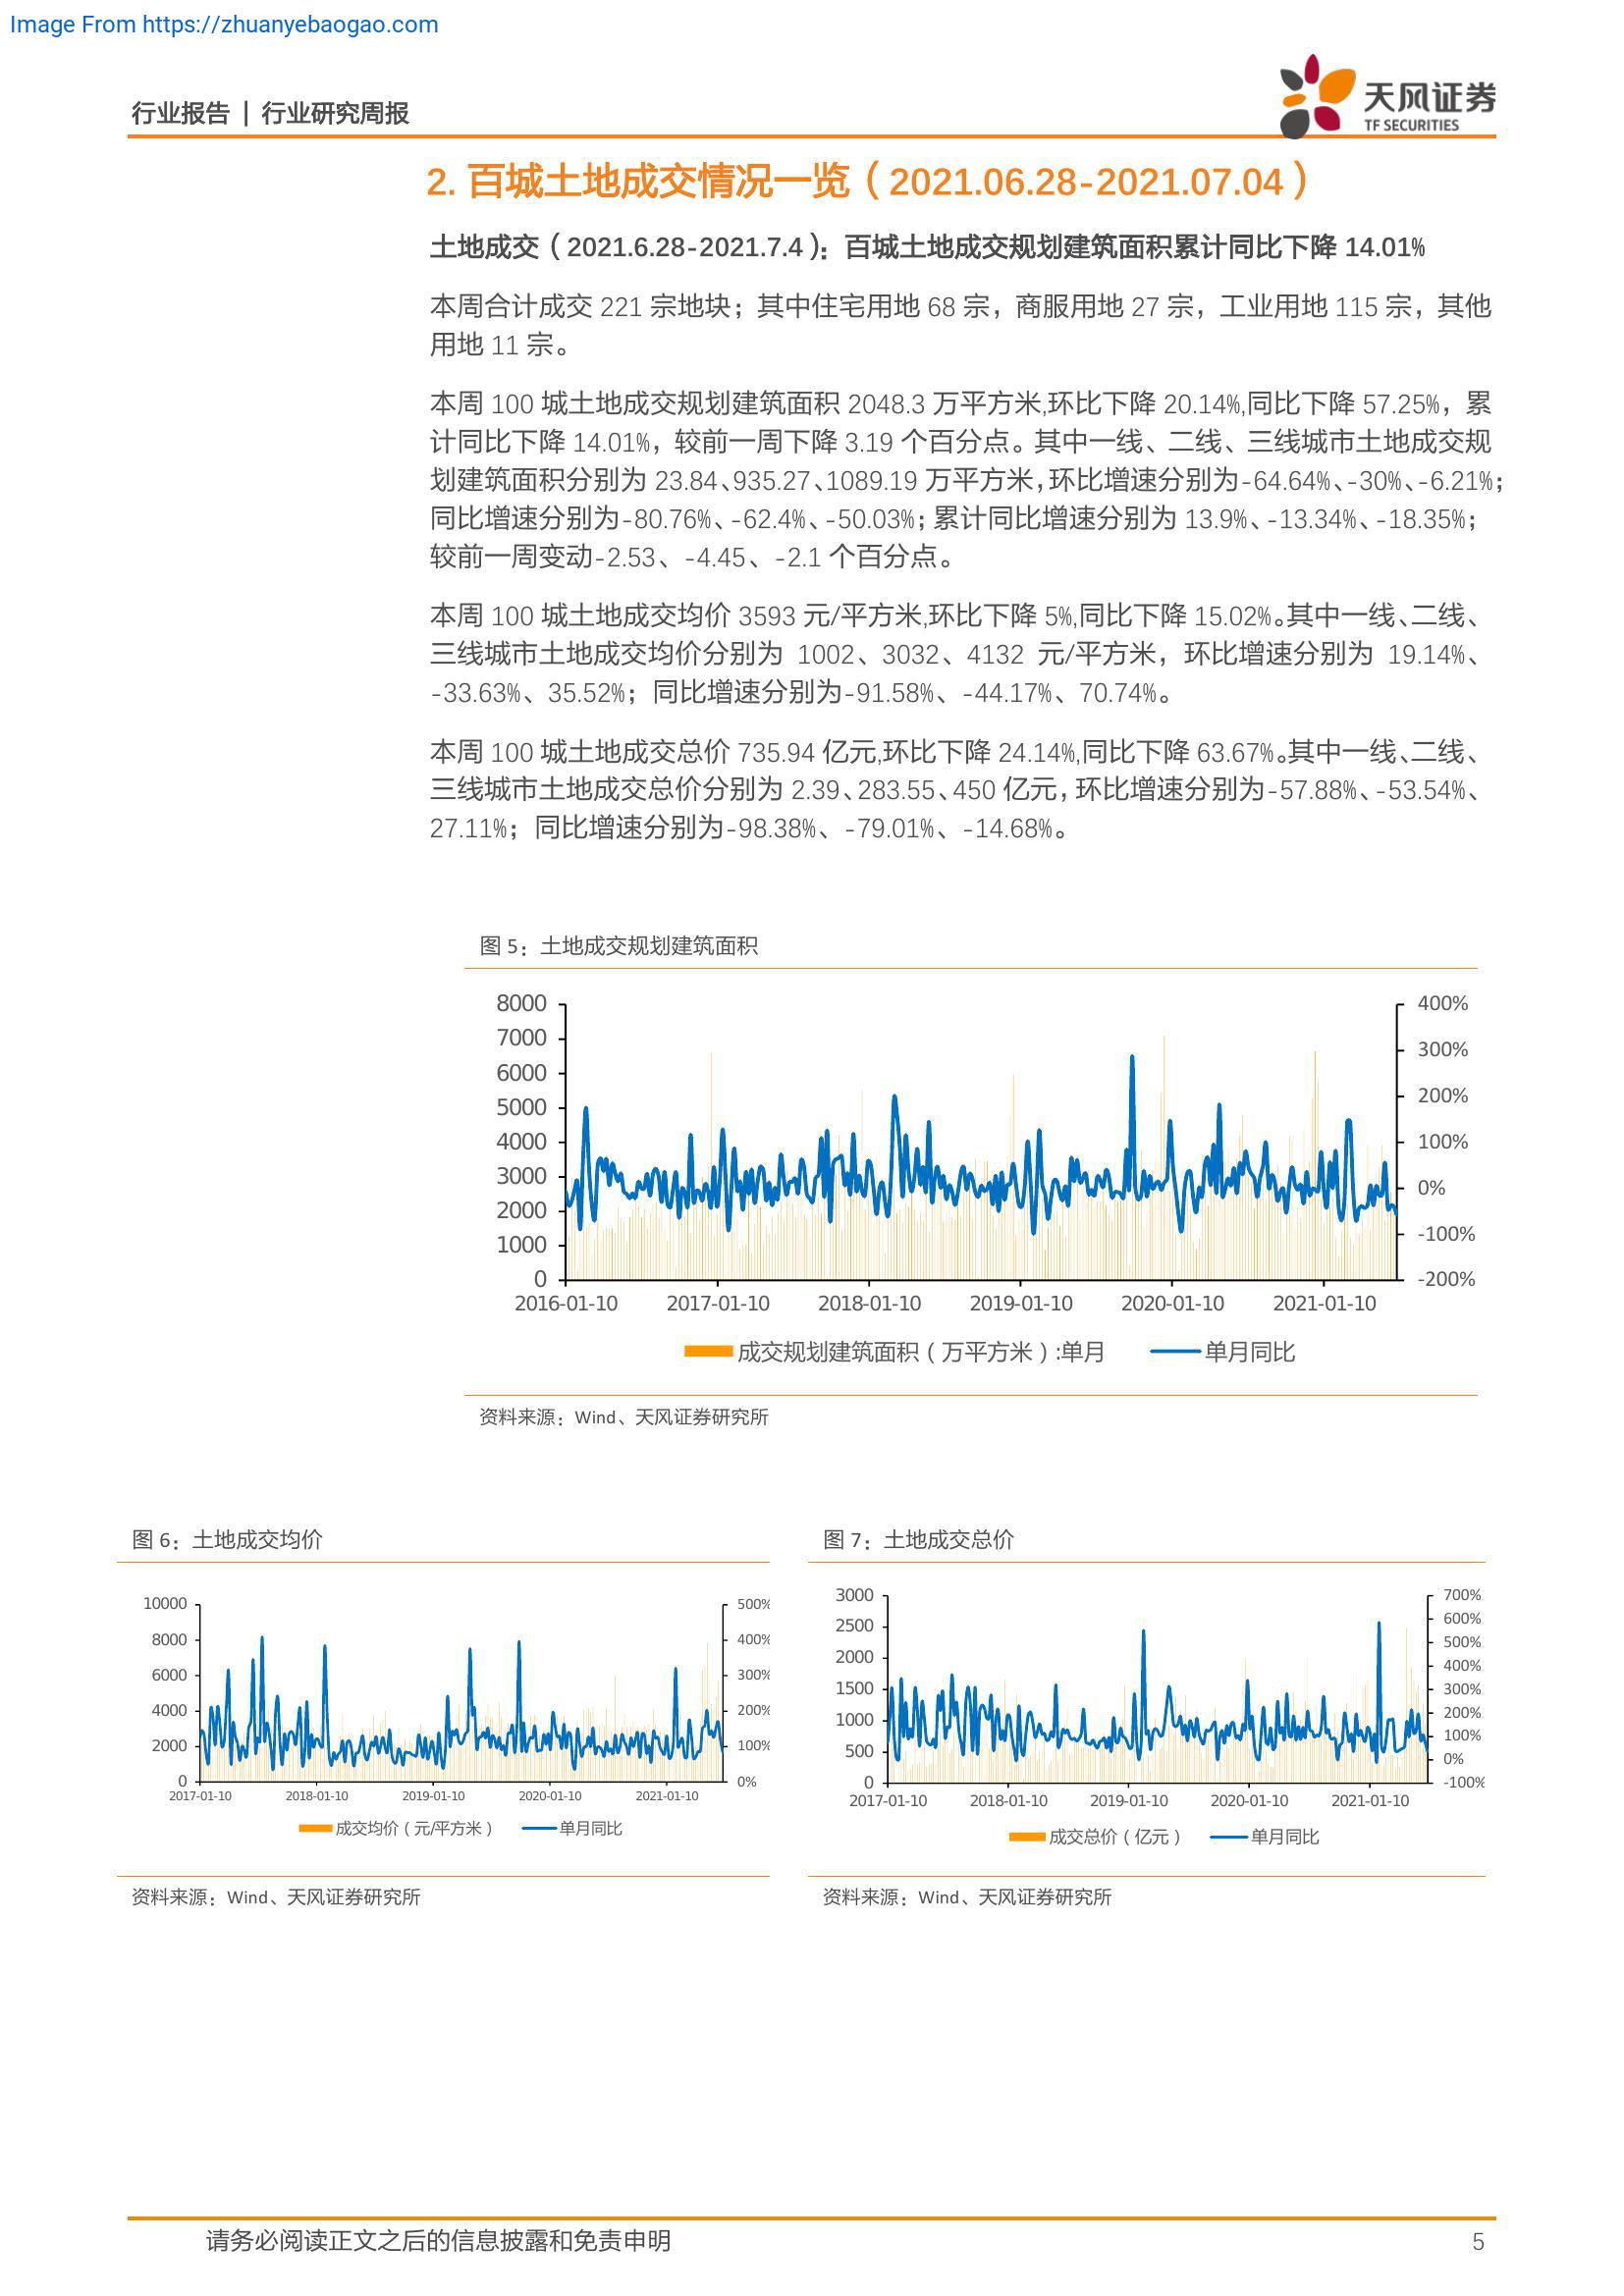 Image From https://zhuanyebaogao.com
行业报告 | 行业研究周报
天风证券
TF SECURITIES
2. 百城土地成交情况一览（2021.06.28-2021.07.04）
土地成交（2021.6.28-2021.7.4）：百城土地成交规划建筑面积累计同比下降 14.01%
本周合计成交 221 宗地块；其中住宅用地 68 宗，商服用地 27 宗，工业用地 115 宗，其他
用地 11 宗。
本周 100 城土地成交规划建筑面积 2048.3 万平方米,环比下降 20.14%,同比下降 57.25%，累
计同比下降 14.01%，较前一周下降 3.19 个百分点。其中一线、二线、三线城市土地成交规
划建筑面积分别为 23.84、935.27、1089.19 万平方米，环比增速分别为-64.64%、-30%、-6.21%；
同比增速分别为-80.76%、-62.4%、-50.03%；累计同比增速分别为 13.9%、-13.34%、-18.35%；
较前一周变动-2.53、-4.45、-2.1 个百分点。
本周 100 城土地成交均价 3593 元/平方米,环比下降 5%,同比下降 15.02%。其中一线、二线、
三线城市土地成交均价分别为 1002、3032、4132 元/平方米，环比增速分别为 19.14%、
-33.63%、35.52%；同比增速分别为-91.58%、-44.17%、70.74%。
本周 100 城土地成交总价 735.94 亿元,环比下降 24.14%,同比下降 63.67%。其中一线、二线、
三线城市土地成交总价分别为 2.39、283.55、450 亿元，环比增速分别为-57.88%、-53.54%、
27.11%；同比增速分别为-98.38%、-79.01%、-14.68%。
图 5：土地成交规划建筑面积
8000 400%
7000
6000 300%
5000 200%
4000 100%
3000
2000 0%
1000 -100%
0 -200%
2016-01-10 2017-01-10 2018-01-10 2019-01-10 2020-01-10 2021-01-10
成交规划建筑面积（万平方米）:单月 单月同比
资料来源：Wind、天风证券研究所
图 6：土地成交均价
10000 500%
8000 400%
6000 300%
4000 200%
2000 100%
0 0%
2017-01-10 2018-01-10 2019-01-10 2020-01-10 2021-01-10
成交均价（元/平方米） 单月同比
资料来源：Wind、天风证券研究所
图 7：土地成交总价
3000 700%
2500 600%
2000 500%
1500 400%
1000 300%
500 200%
0 100%
0%
-100%
2017-01-10 2018-01-10 2019-01-10 2020-01-10 2021-01-10
成交总价（亿元） 单月同比
资料来源：Wind、天风证券研究所
请务必阅读正文之后的信息披露和免责申明 5